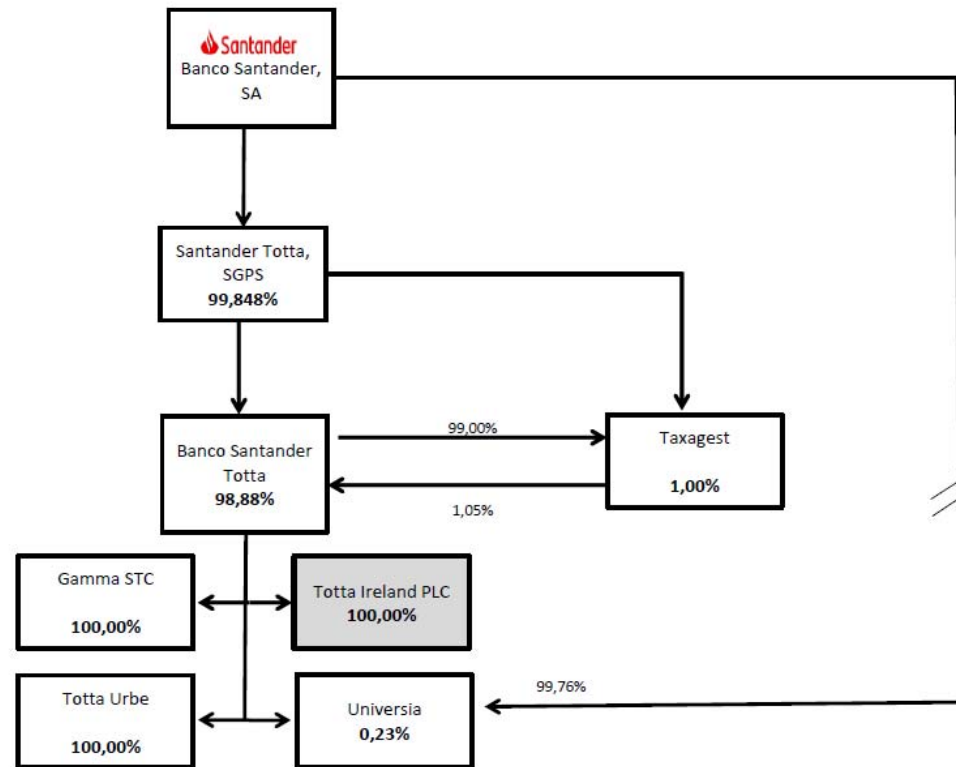 Santander
Banco Santander,
SA
Santander Totta,
SGPS
99,848%
Banco Santander
Totta
98,88%
99,00%
1,05%
Taxagest
1,00%
Gamma STC
100,00%
Totta Ireland PLC
100,00%
Totta Urbe
100,00%
Universia
0,23%
99,76%